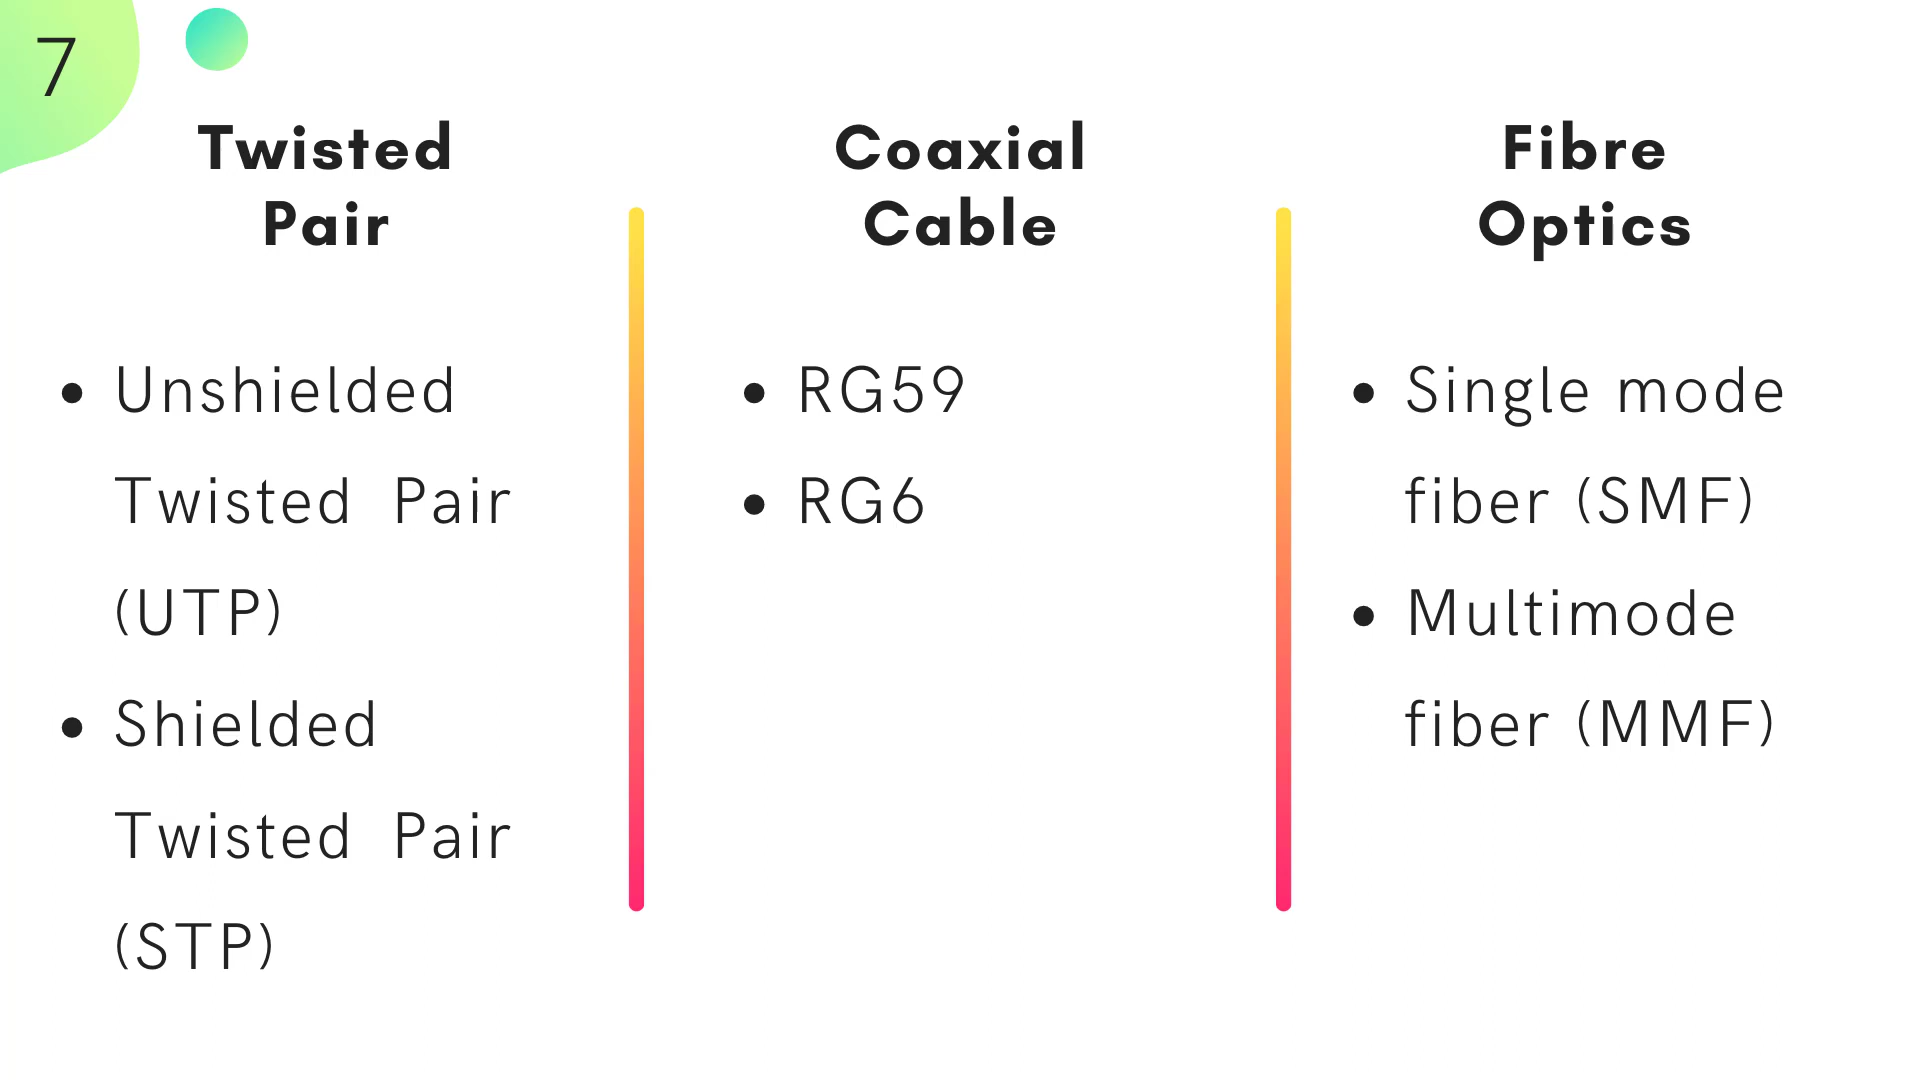 7
Twisted
Pair
• Unshielded
Twisted Pair
(UTP)
• Shielded
Twisted Pair
(STP)
Coaxial
Cable
• RG59
• RG6
Fibre
Optics
• Single mode
fiber (SMF)
• Multimode
fiber (MMF)